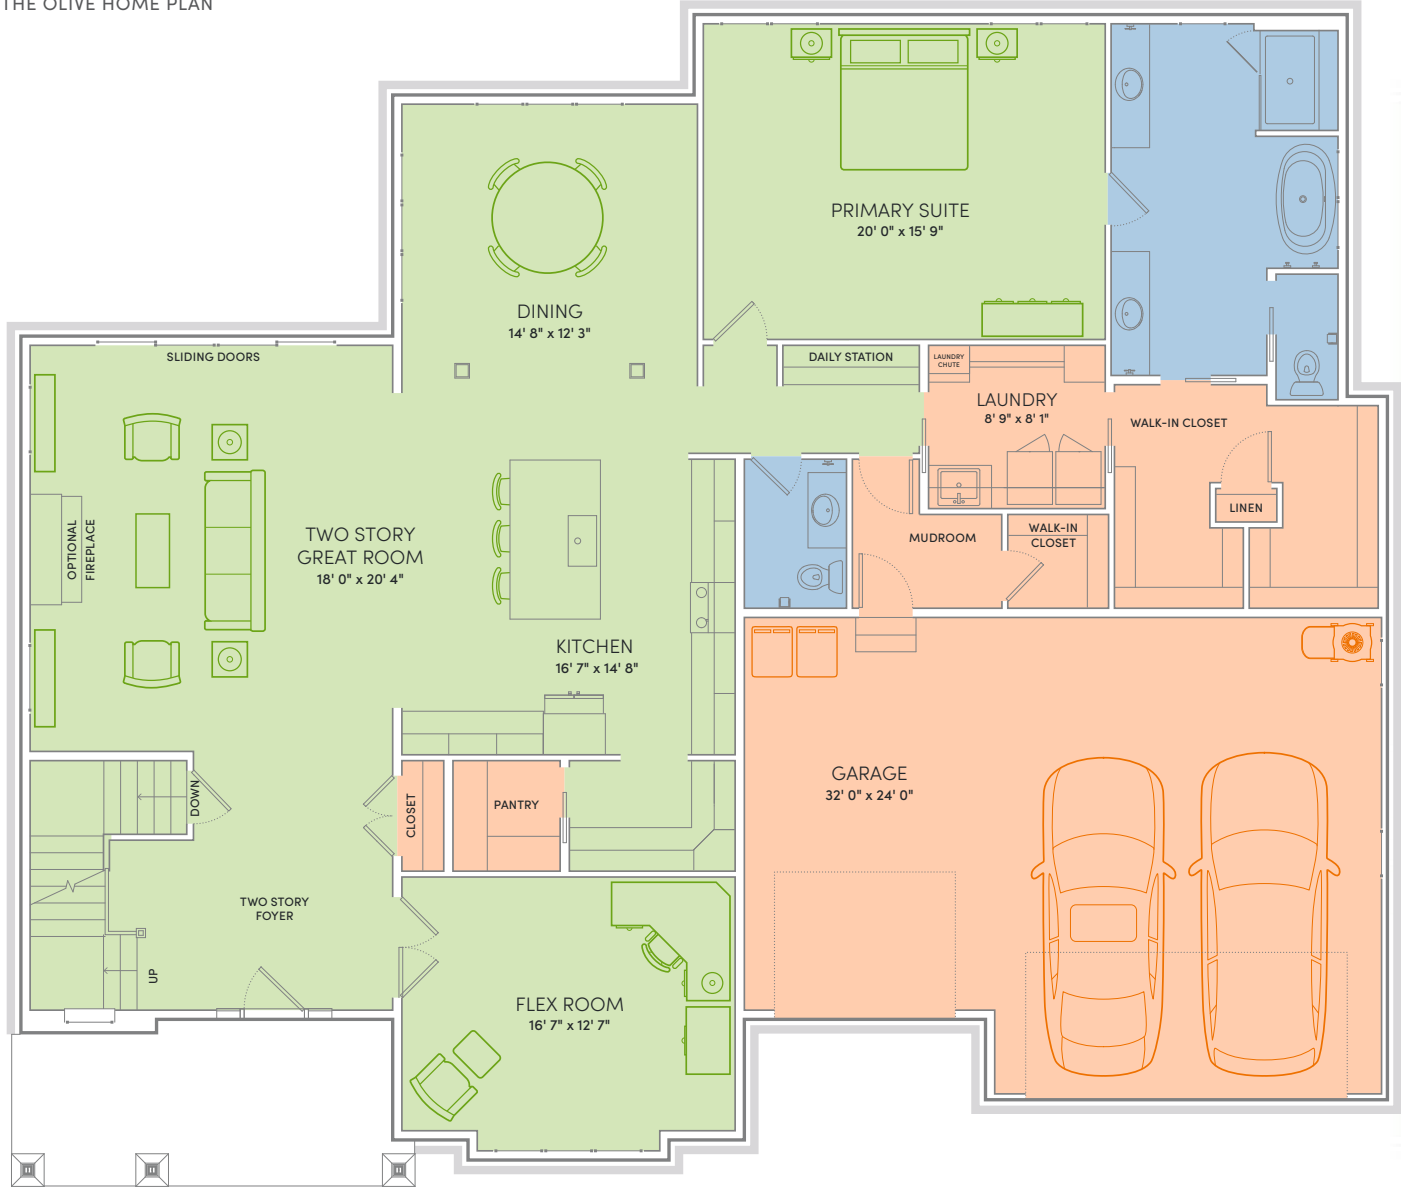 THE OLIVE HOME PLAN
PRIMARY SUITE
20' 0" x 15' 9"
DINING
14' 8" x 12' 3"
SLIDING DOORS
DAILY STATION
LAUNDRY
CHUTE
LAUNDRY
8' 9" x 8' 1"
WALK-IN CLOSET
LINEN
OPTIONAL
FIREPLACE
TWO STORY
GREAT ROOM
18' 0" x 20' 4"
MUDROOM
WALK-IN
CLOSET
KITCHEN
16' 7" x 14' 8"
GARAGE
32' 0" x 24' 0"
DOWN
CLOSET
PANTRY
TWO STORY
FOYER
UP
FLEX ROOM
16' 7" x 12' 7"